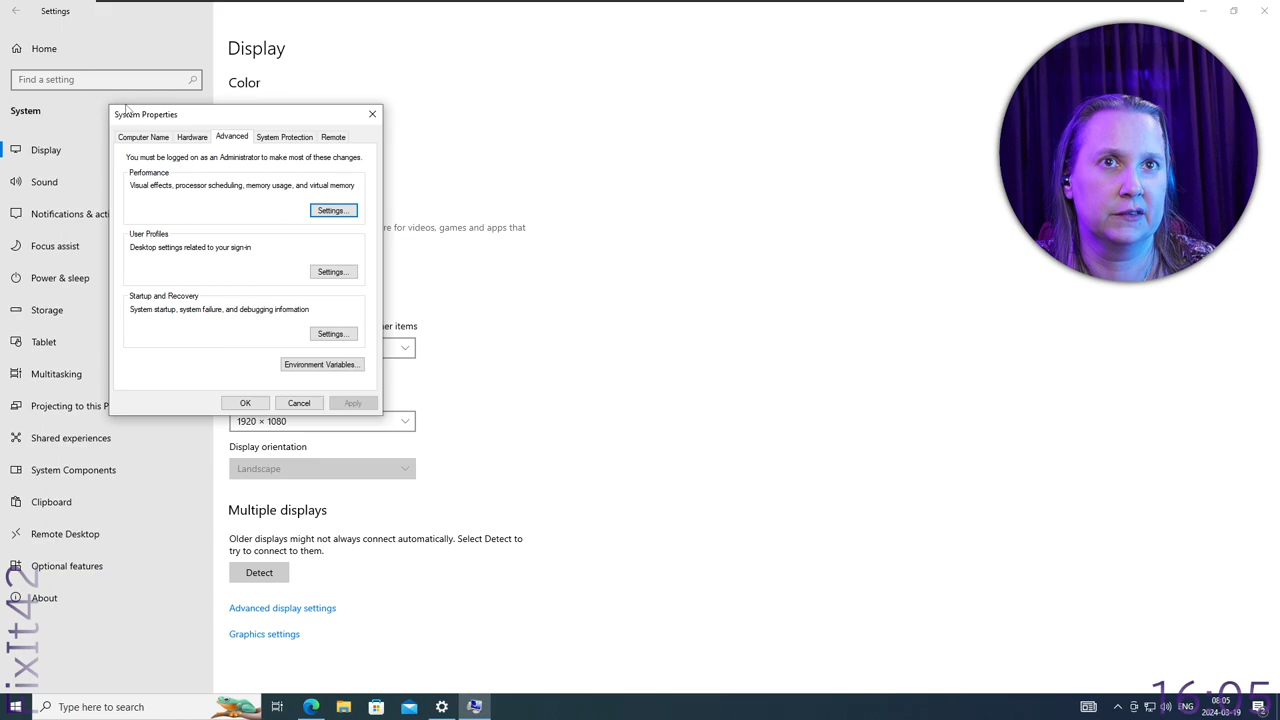 Settings
Home
Find a setting
System
Display
Sound
Notifications & acti
Focus assist
Power & sleep
Storage
Tablet
Multitasking
Projecting to this P
Shared experiences
System Components
Clipboard
Remote Desktop
Optional features
About
System Properties
Computer Name
Hardware
Advanced
System Protection
Remote
You must be logged on as an Administrator to make most of these changes.
Performance
Visual effects, processor scheduling, memory usage, and virtual memory
Settings...
User Profiles
Desktop settings related to your sign-in
Settings...
Startup and Recovery
System startup, system failure, and debugging information
Settings...
Environment Variables...
OK
Cancel
Apply
Display
Color
re for videos, games and apps that
er items
1920 × 1080
Display orientation
Landscape
Multiple displays
Older displays might not always connect automatically. Select Detect to
try to connect to them.
Detect
Advanced display settings
Graphics settings
Type here to search
ENG
08:05
2024-03-19
2
16:05